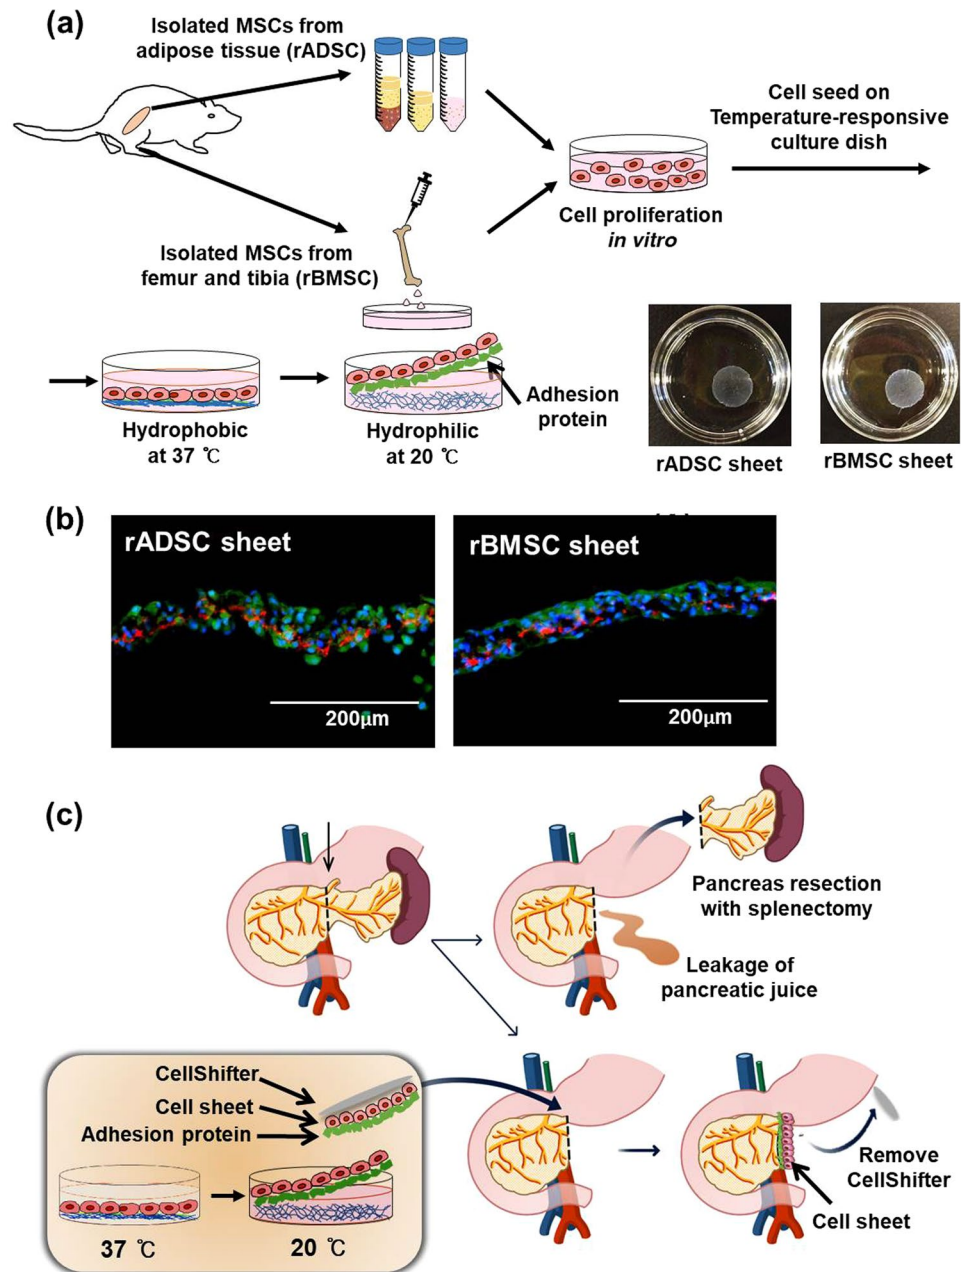 (a)
Isolated MSCs from
adipose tissue (rADSC)
Cell seed on
Temperature-responsive
culture dish
Cell proliferation
in vitro
Isolated MSCs from
femur and tibia (rBMSC)
Adhesion
protein
Hydrophobic
at 37 ℃
Hydrophilic
at 20 ℃
rADSC sheet
rBMSC sheet
(b)
rADSC sheet
200μm
rBMSC sheet
200μm
(c)
Pancreas resection
with splenectomy
Leakage of
pancreatic juice
CellShifter
Cell sheet
Adhesion protein
37 ℃
20 ℃
Remove
CellShifter
Cell sheet